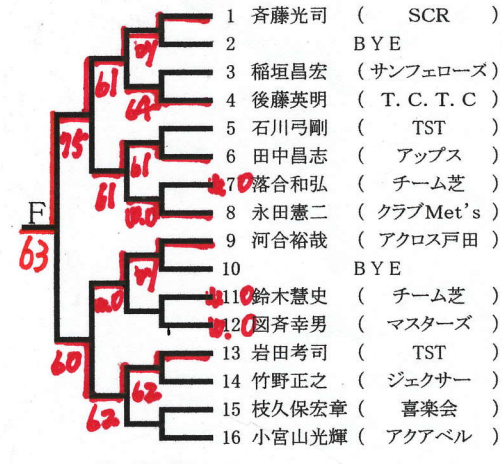 1 斉藤光司 ( SCR )
2 BYE
3 稲垣昌宏 ( サンフェローズ )
4 後藤英明 ( T.C.T.C )
5 石川弓剛 ( TST )
6 田中昌志 ( アップス )
7 落合和弘 ( チーム芝 )
8 永田憲二 ( クラブMet's )
9 河合裕哉 ( アクロス戸田 )
10 BYE
11 鈴木慧史 ( チーム芝 )
12 図斉幸男 ( マスターズ )
13 岩田考司 ( TST )
14 竹野正之 ( ジェクサー )
15 枝久保宏章 ( 喜楽会 )
16 小宮山光輝 ( アクアベル )
F
63
75
60
61
61
62
64
61
w.o
w.o
62